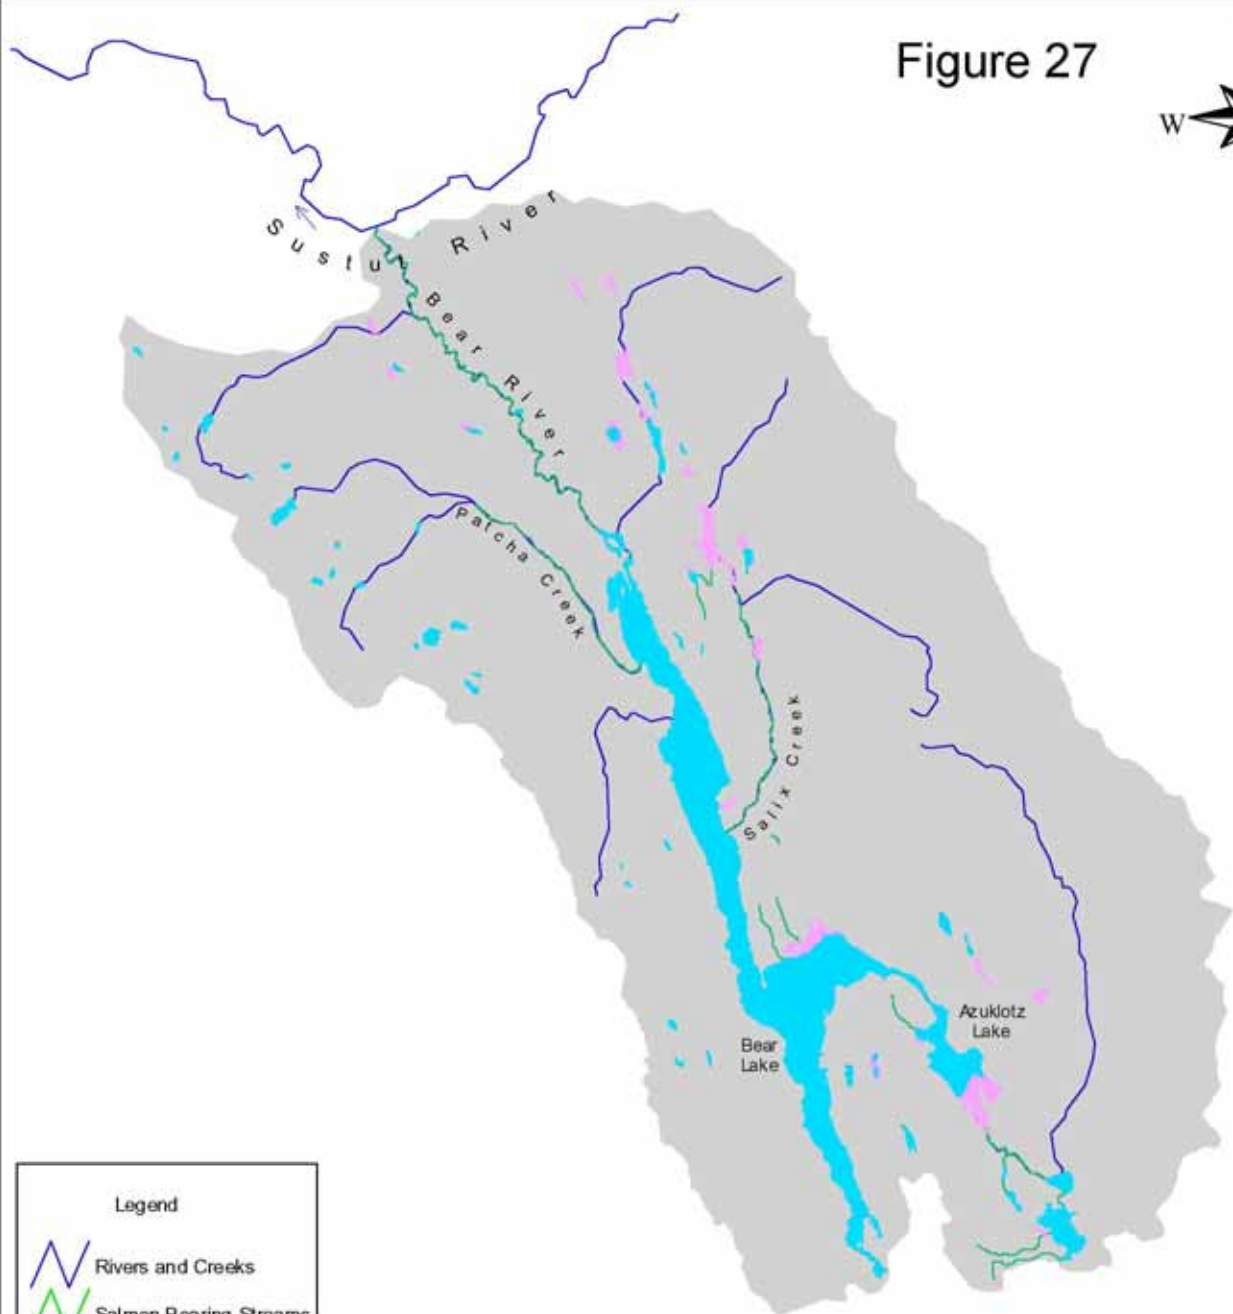 Figure 27
W
Sustut River
Bear River
Patcha Creek
Salix Creek
Azuklotz
Lake
Bear
Lake
Legend
Rivers and Creeks
Salmon Bearing Streams